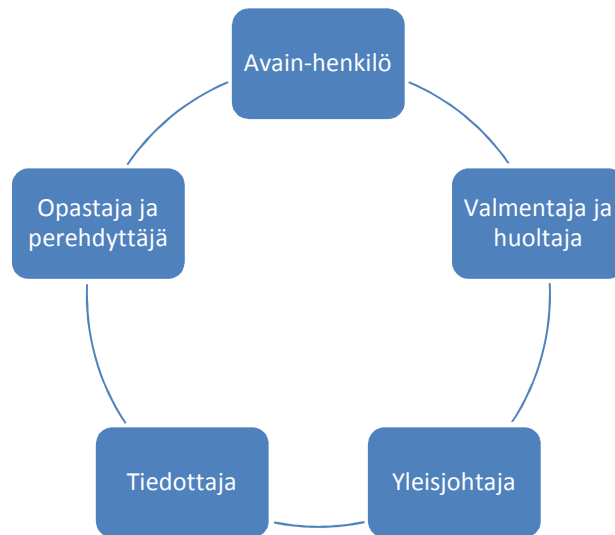 Avain-henkilö
Opastaja ja
perehdyttäjä
Valmentaja ja
huoltaja
Tiedottaja
Yleisjohtaja